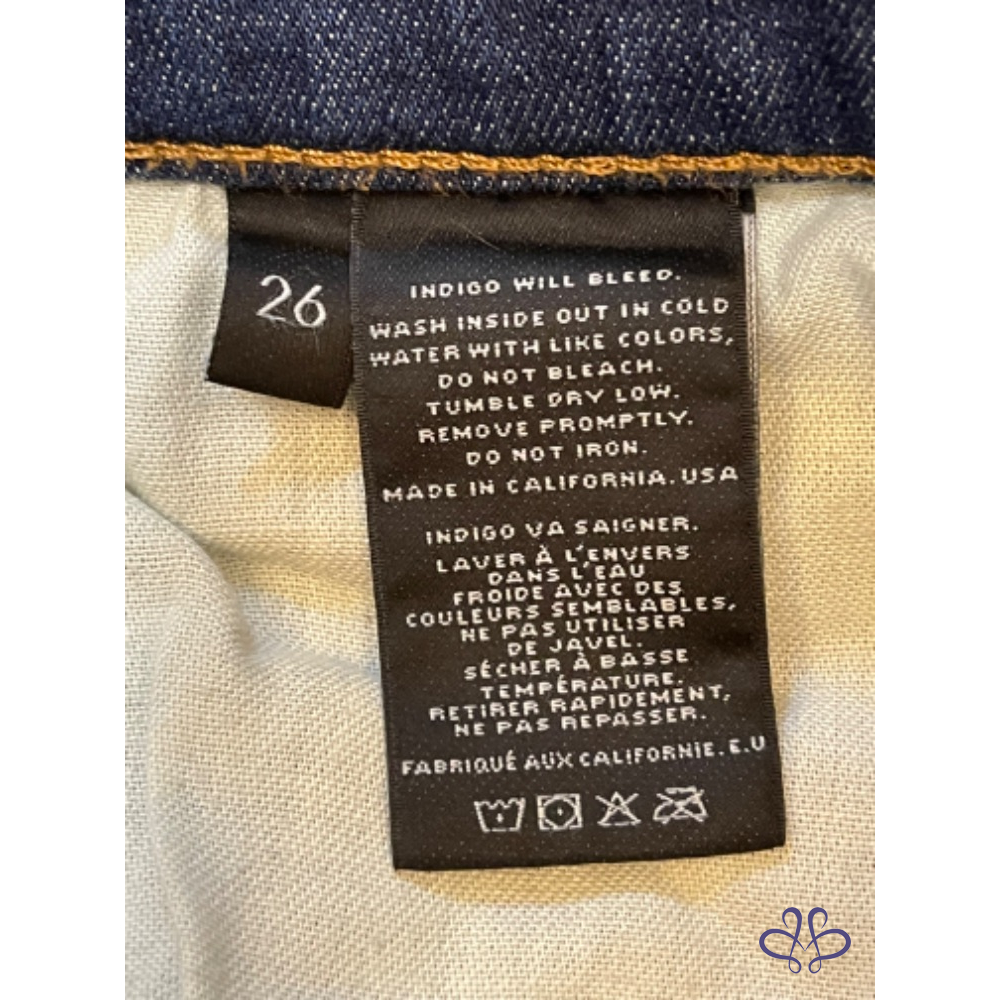 26
INDIGO WILL BLEED.
WASH INSIDE OUT IN COLD
WATER WITH LIKE COLORS,
DO NOT BLEACH.
TUMBLE DRY LOW.
REMOVE PROMPTLY.
DO NOT IRON.
MADE IN CALIFORNIA. USA
INDIGO VA SAIGNER.
LAVER À L'ENVERS
DANS L'EAU
FROIDE AVEC DES
COULEURS SEMBLABLES,
NE PAS UTILISER
DE JAVEL.
SÉCHER À BASSE
TEMPÉRATURE.
RETIRER RAPIDEMENT,
NE PAS REPASSER.
FABRIQUÉ AUX CALIFORNIE. E.U